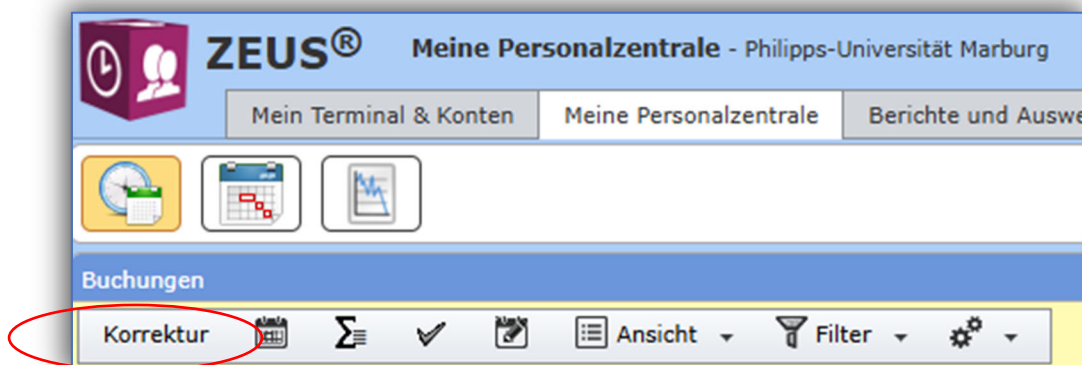 ZEUS® Meine Personalzentrale - Philipps-Universität Marburg
Mein Terminal & Konten Meine Personalzentrale Berichte und Auswe
Buchungen
Korrektur Ansicht Filter